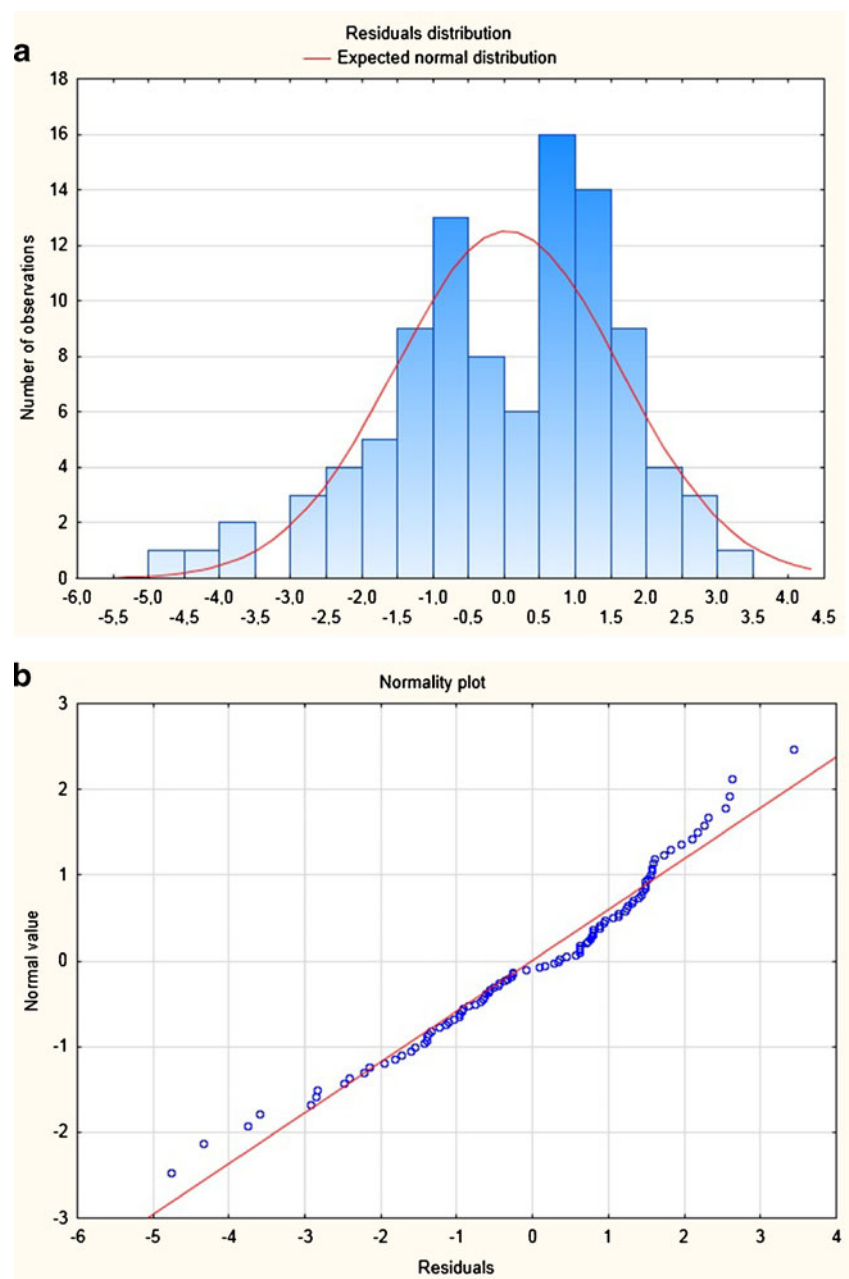 a
Residuals distribution
Expected normal distribution
18
16
14
12
10
8
6
4
2
0
Number of observations
-6,0 -5,0 -4,0 -3,0 -2,0 -1,0 0.0 1.0 2.0 3.0 4.0
-5,5 -4,5 -3,5 -2,5 -1,5 -0,5 0.5 1.5 2.5 3.5 4.5
b
Normality plot
3
2
1
0
-1
-2
-3
Normal value
-6 -5 -4 -3 -2 -1 0 1 2 3 4
Residuals